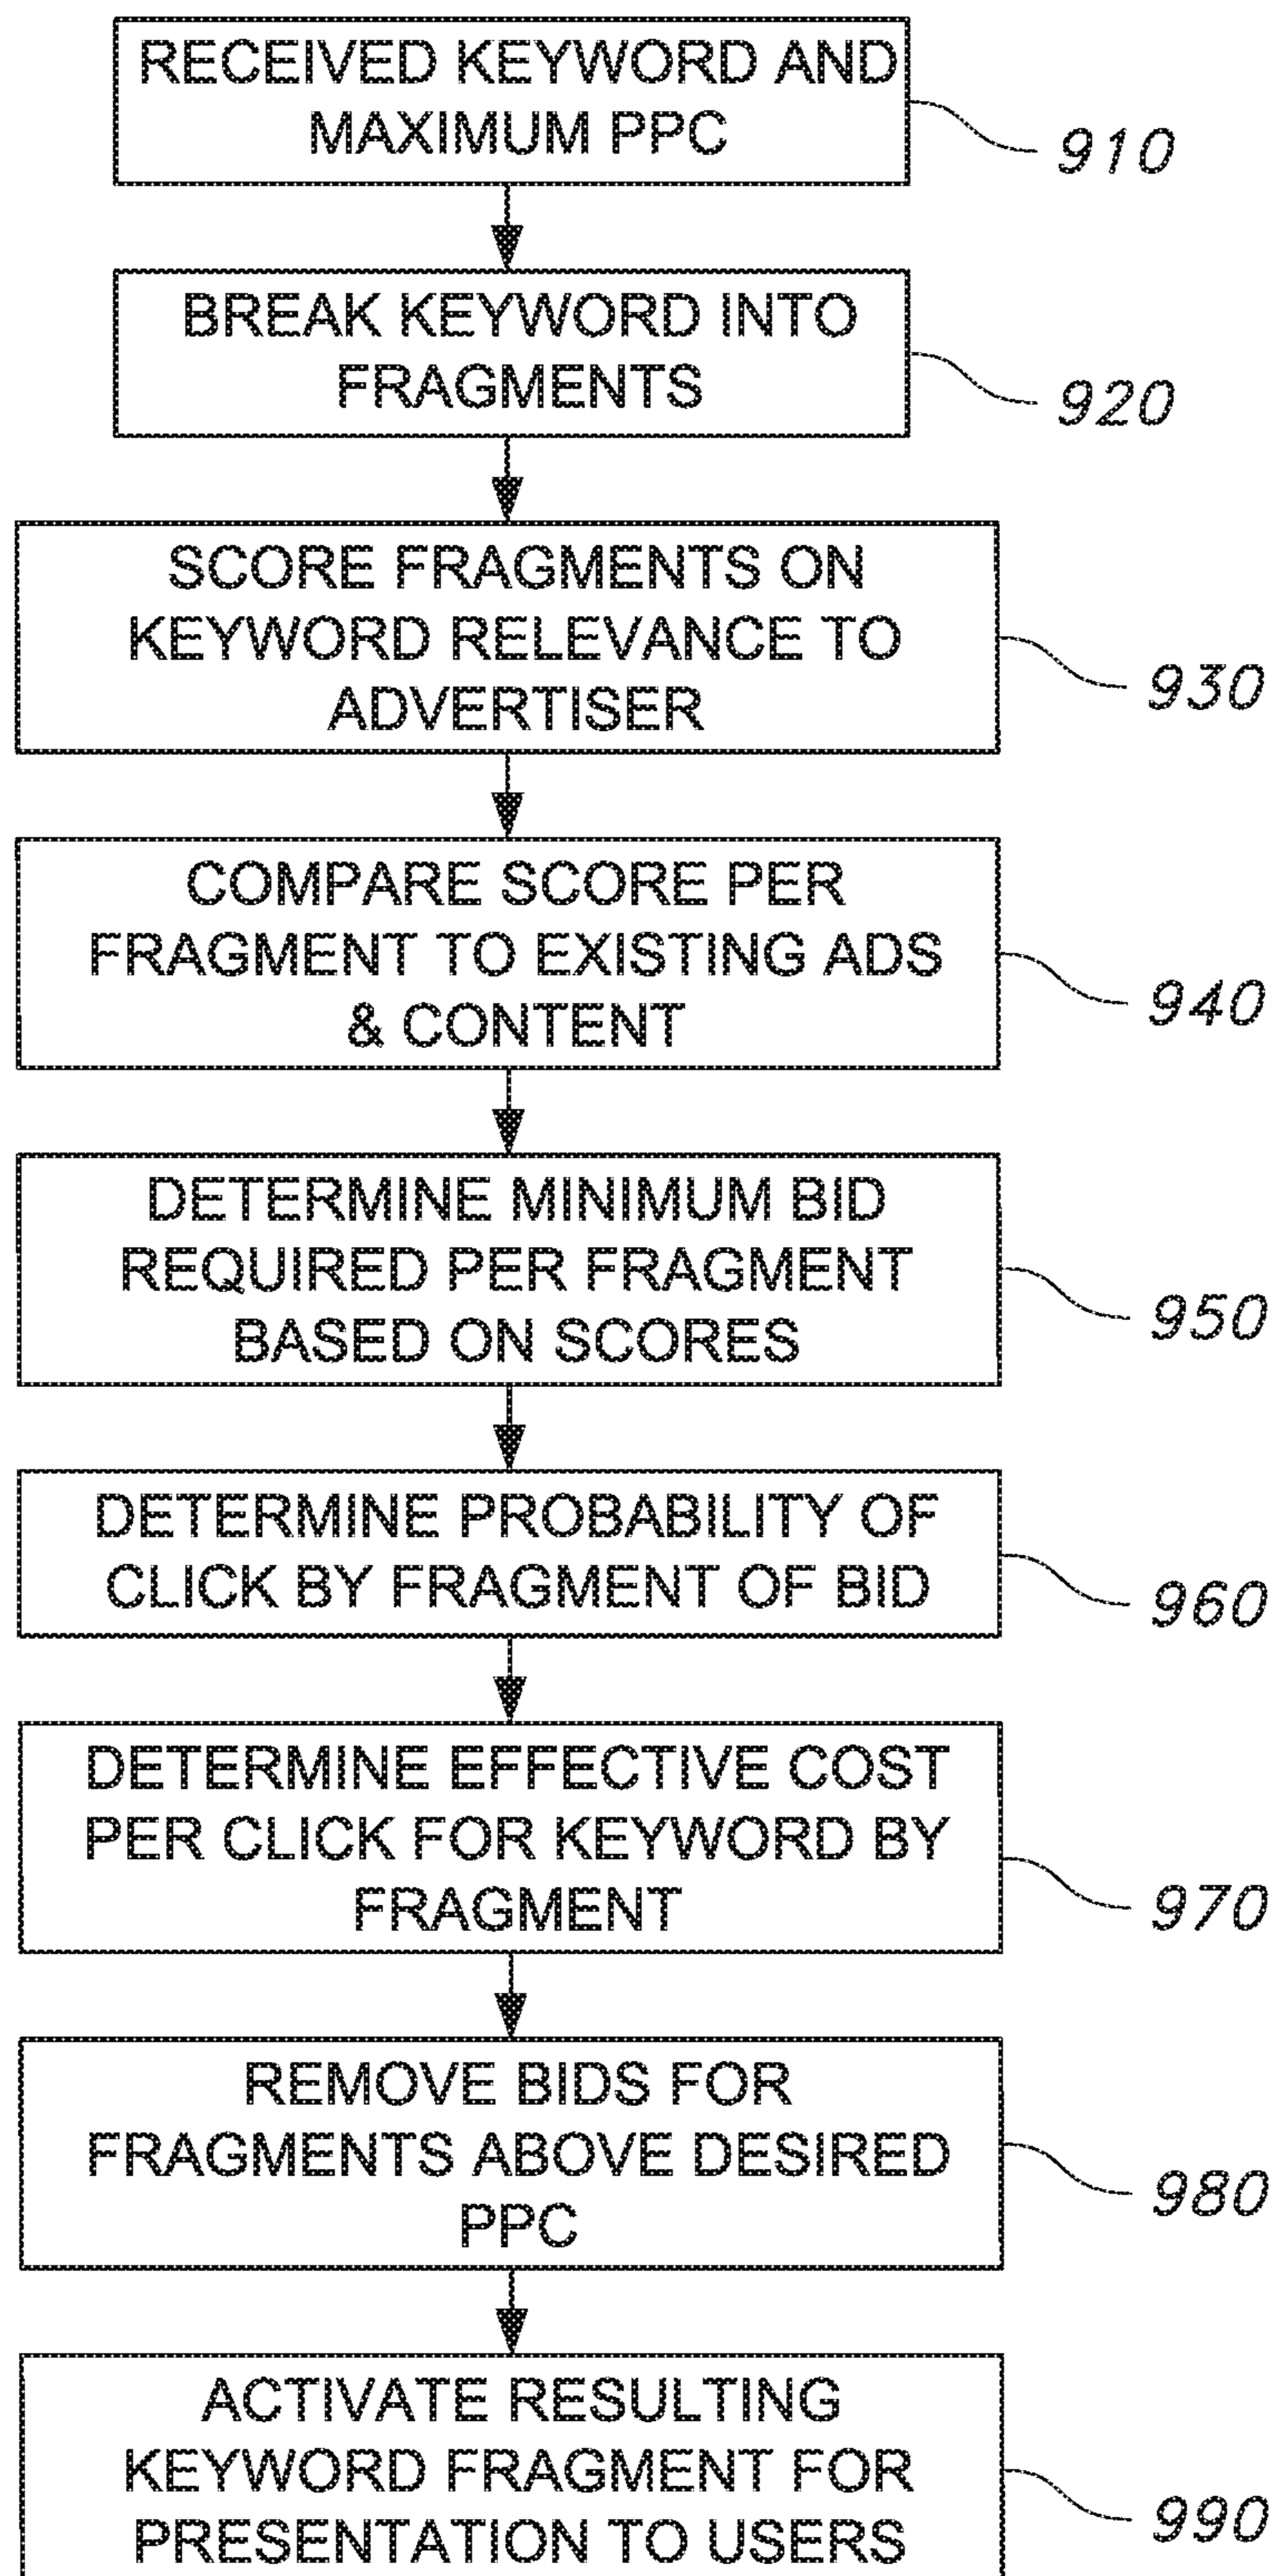 RECEIVED KEYWORD AND
MAXIMUM PPC
910
BREAK KEYWORD INTO
FRAGMENTS
920
SCORE FRAGMENTS ON
KEYWORD RELEVANCE TO
ADVERTISER
930
COMPARE SCORE PER
FRAGMENT TO EXISTING ADS
& CONTENT
940
DETERMINE MINIMUM BID
REQUIRED PER FRAGMENT
BASED ON SCORES
950
DETERMINE PROBABILITY OF
CLICK BY FRAGMENT OF BID
960
DETERMINE EFFECTIVE COST
PER CLICK FOR KEYWORD BY
FRAGMENT
970
REMOVE BIDS FOR
FRAGMENTS ABOVE DESIRED
PPC
980
ACTIVATE RESULTING
KEYWORD FRAGMENT FOR
PRESENTATION TO USERS
990